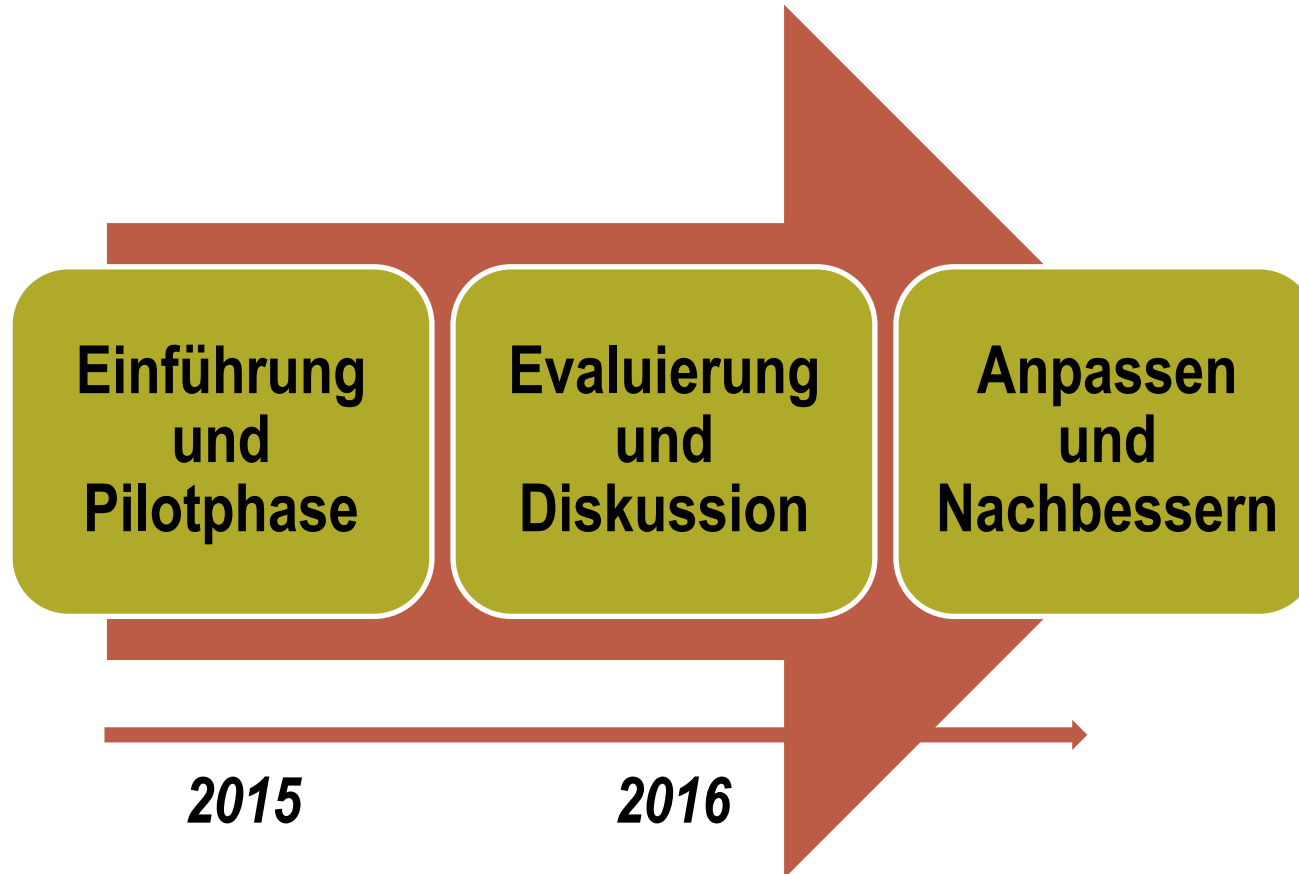 Einführung
und
Pilotphase
Evaluierung
und
Diskussion
Anpassen
und
Nachbessern
2015
2016